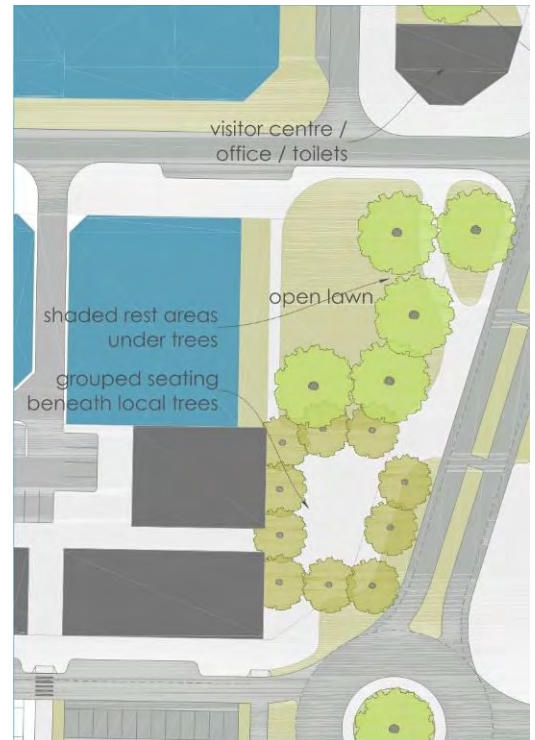 visitor centre /
office / toilets
open lawn
shaded rest areas
under trees
grouped seating
beneath local trees